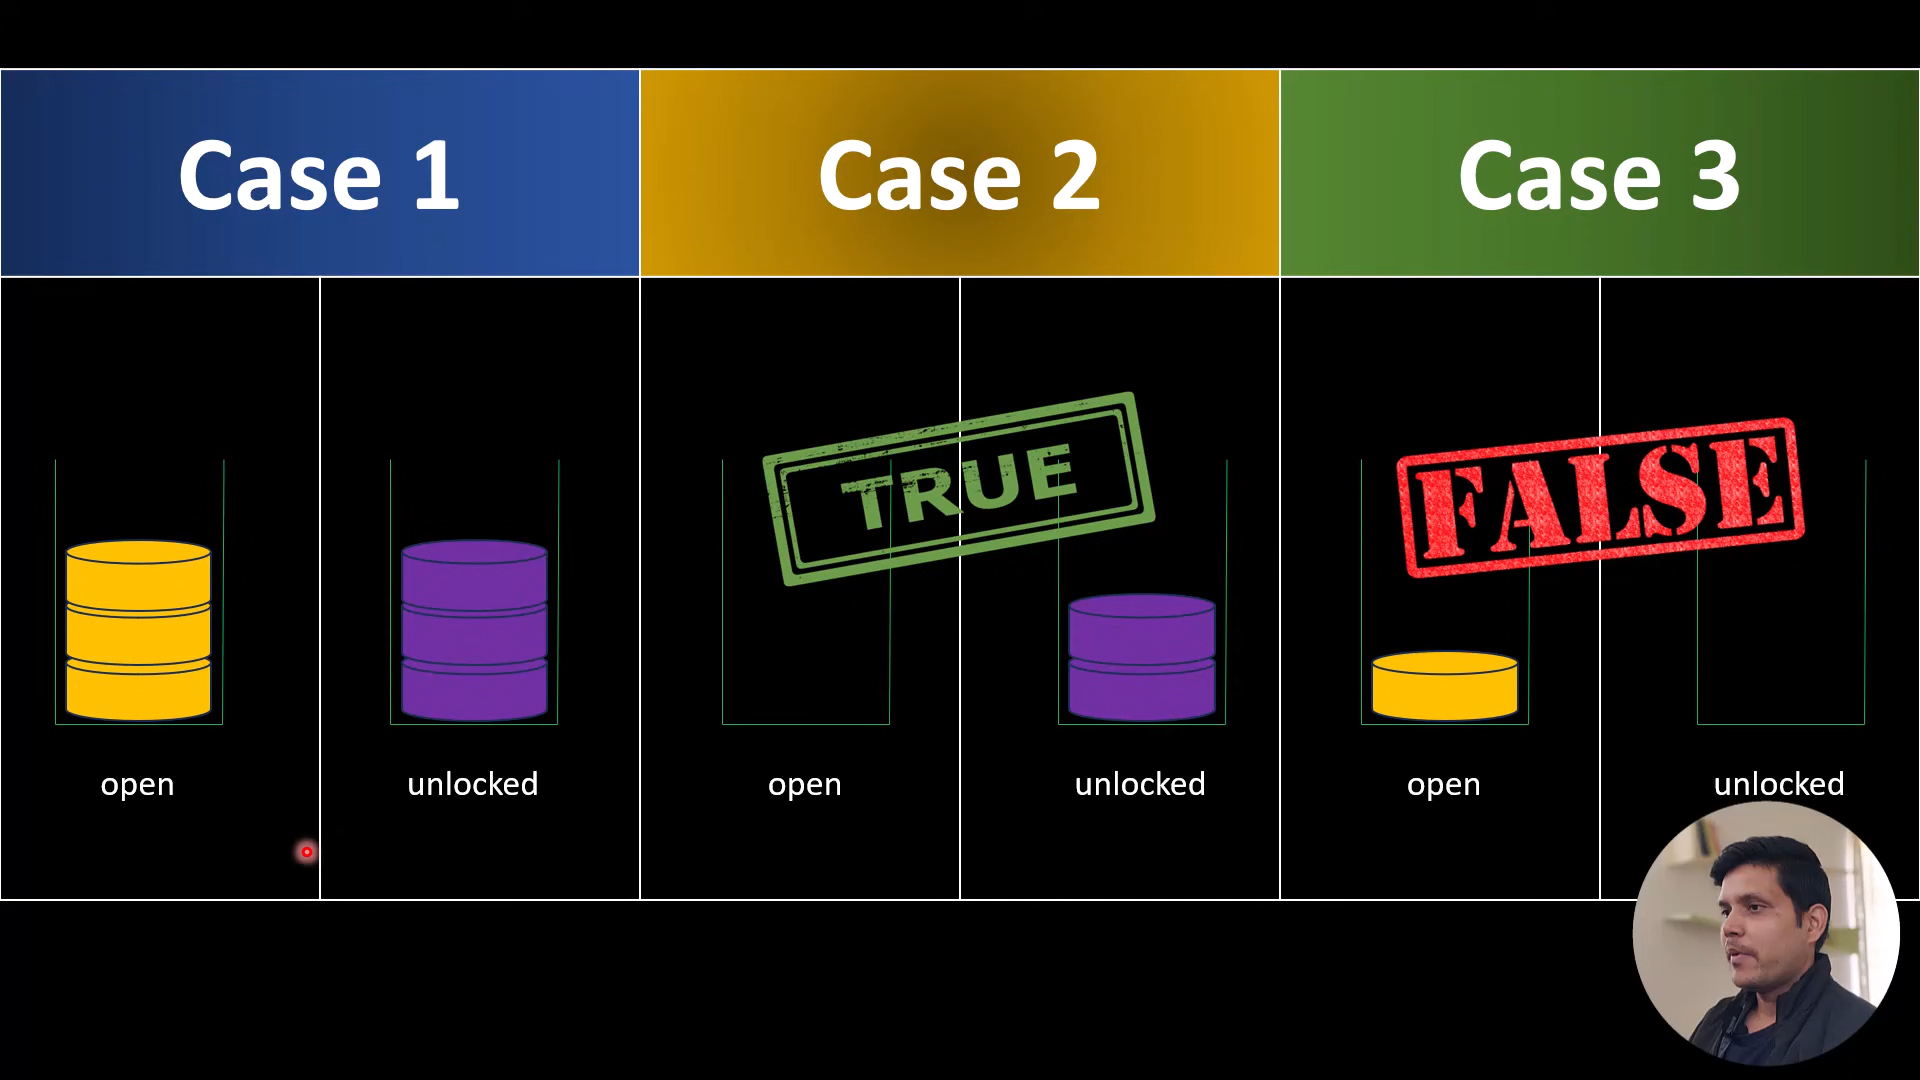 Case 1
Case 2
Case 3
TRUE
FALSE
open
unlocked
open
unlocked
open
unlocked